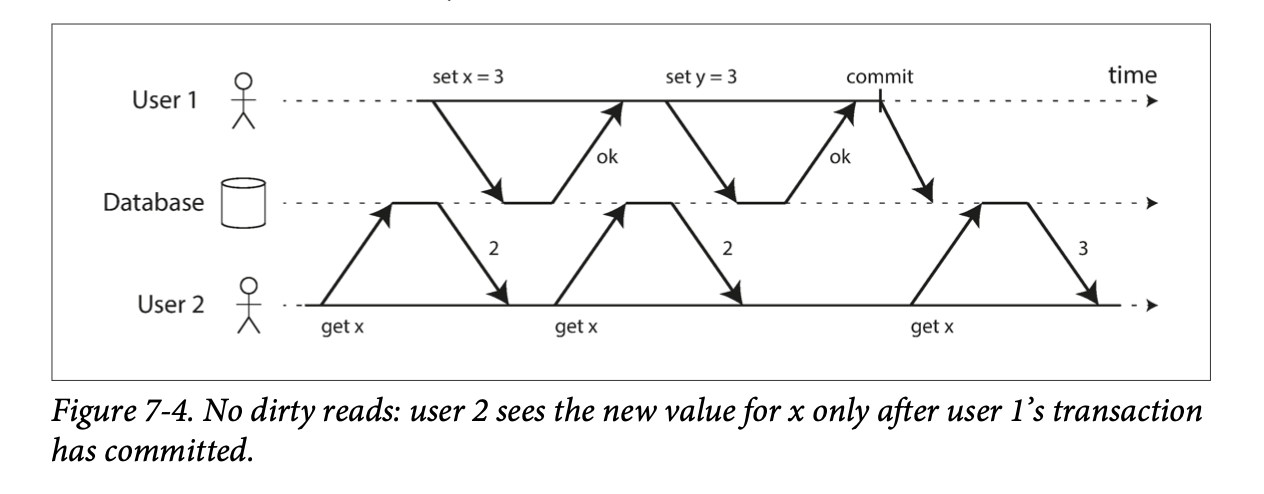 set x = 3 set y = 3 commit time
User 1
ok ok
Database
2 2 3
User 2
get x get x get x
Figure 7-4. No dirty reads: user 2 sees the new value for x only after user 1’s transaction
has committed.